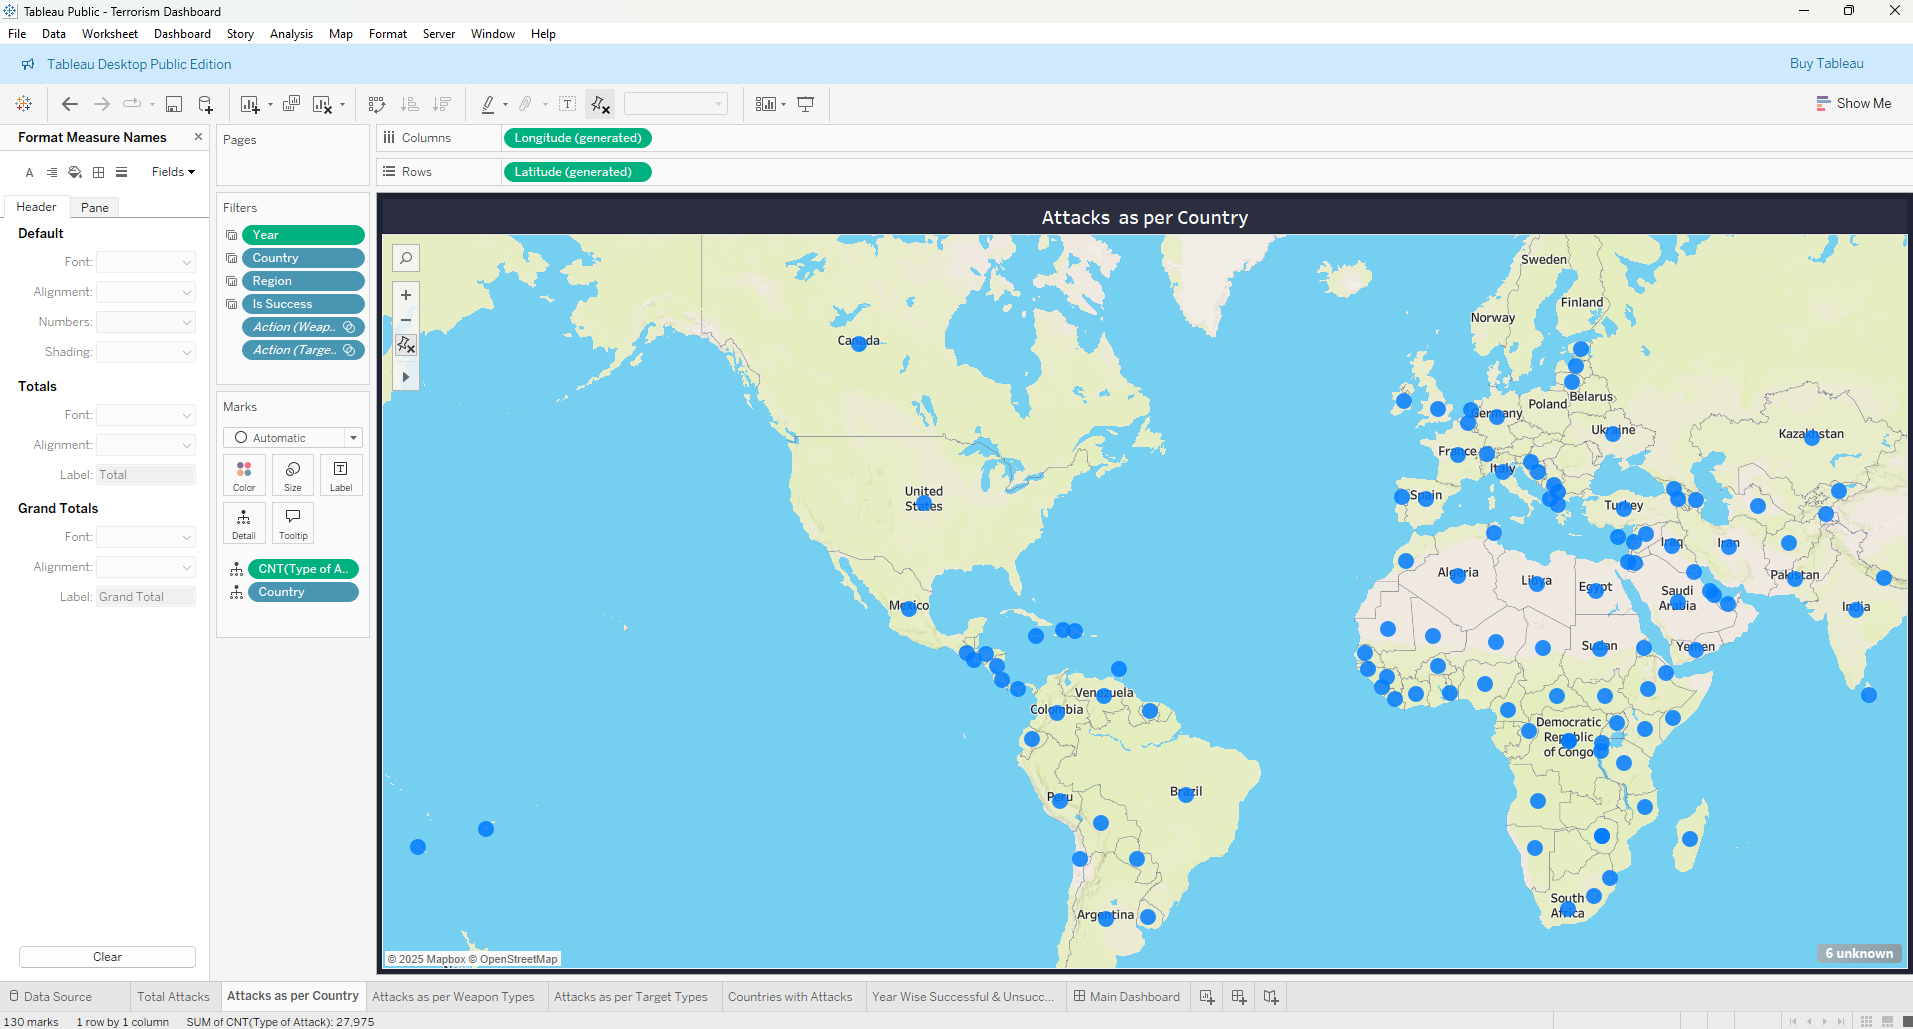 Tableau Public - Terrorism Dashboard
File Data Worksheet Dashboard Story Analysis Map Format Server Window Help
Tableau Desktop Public Edition
Buy Tableau
Show Me
Format Measure Names
Fields
Header Pane
Default
Font:
Alignment:
Numbers:
Shading:
Totals
Font:
Alignment:
Label: Total
Grand Totals
Font:
Alignment:
Label: Grand Total
Clear
Pages
Filters
Year
Country
Region
Is Success
Action (Weap..
Action (Targe..
Marks
Automatic
Color Size Label
Detail Tooltip
CNT(Type of A..
Country
Columns Longitude (generated)
Rows Latitude (generated)
Attacks as per Country
Sweden
Finland
Norway
Canada
Belarus
Poland
Germany
Ukraine
Kazakhstan
France
Italy
United
States
Spain
Turkey
Iraq
Iran
Algeria
Libya
Egypt
Pakistan
Saudi
Arabia
Mexico
India
Sudan
Yemen
Venezuela
Colombia
Democratic
Republic
of Congo
Peru
Brazil
South
Africa
Argentina
© 2025 Mapbox © OpenStreetMap
6 unknown
Data Source Total Attacks Attacks as per Country Attacks as per Weapon Types Attacks as per Target Types Countries with Attacks Year Wise Successful & Unsucc... Main Dashboard
130 marks 1 row by 1 column SUM of CNT(Type of Attack): 27,975